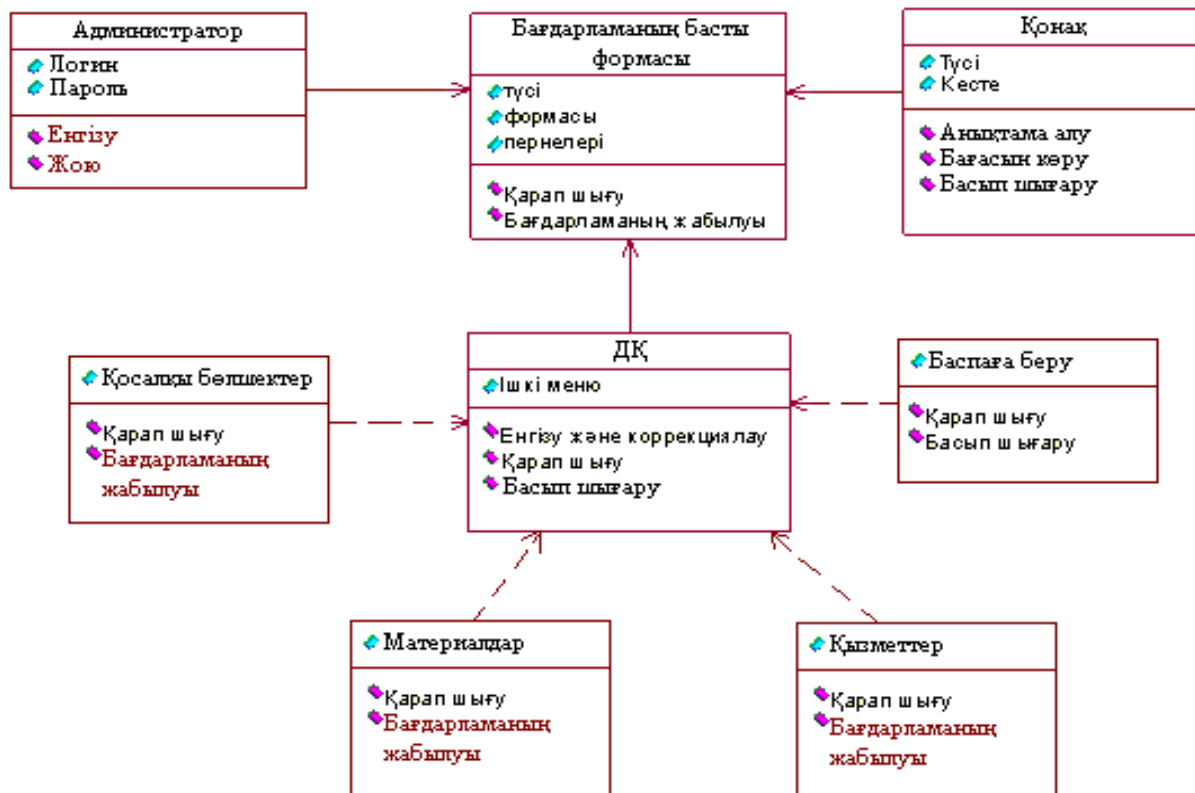 Администратор
Логин
Пароль
Енгізу
Жою
Бағдарламаның басты
формасы
түсі
формасы
пернелері
Қарап шығу
Бағдарламаның жабылуы
Қонақ
Түсі
Кесте
Анықтама алу
Бағасын көру
Басып шығару
Қосалқы бөлшектер
Қарап шығу
Бағдарламаның
жабылуы
ДҚ
Ішкі меню
Енгізу және коррекциялау
Қарап шығу
Басып шығару
Баспаға беру
Қарап шығу
Басып шығару
Материалдар
Қарап шығу
Бағдарламаның
жабылуы
Қызметтер
Қарап шығу
Бағдарламаның
жабылуы